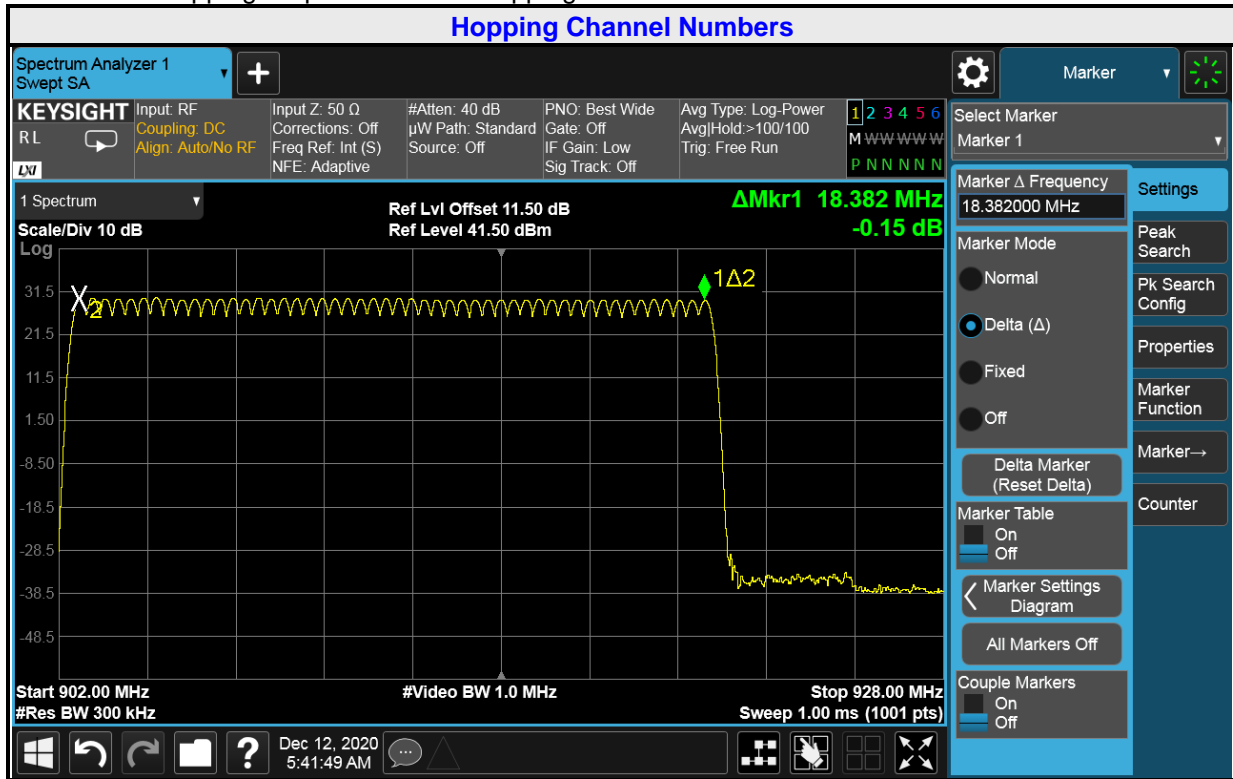 Hopping Channel Numbers
Spectrum Analyzer 1
Swept SA
Marker
KEYSIGHT
RL
LXI
Input: RF
Coupling: DC
Align: Auto/No RF
Input Z: 50 Ω
Corrections: Off
Freq Ref: Int (S)
NFE: Adaptive
#Atten: 40 dB
µW Path: Standard
Source: Off
PNO: Best Wide
Gate: Off
IF Gain: Low
Sig Track: Off
Avg Type: Log-Power
Avg|Hold:>100/100
Trig: Free Run
1 2 3 4 5 6
M W W W W W
P N N N N N
Select Marker
Marker 1
1 Spectrum
Scale/Div 10 dB
Log
Ref Lvl Offset 11.50 dB
Ref Level 41.50 dBm
ΔMkr1 18.382 MHz
-0.15 dB
1Δ2
X2
31.5
21.5
11.5
1.50
-8.50
-18.5
-28.5
-38.5
-48.5
Start 902.00 MHz
#Res BW 300 kHz
#Video BW 1.0 MHz
Stop 928.00 MHz
Sweep 1.00 ms (1001 pts)
Marker Δ Frequency
18.382000 MHz
Marker Mode
Normal
Delta (Δ)
Fixed
Off
Delta Marker
(Reset Delta)
Marker Table
On
Off
Marker Settings
Diagram
All Markers Off
Couple Markers
On
Off
Settings
Peak
Search
Pk Search
Config
Properties
Marker
Function
Marker→
Counter
?
Dec 12, 2020
5:41:49 AM